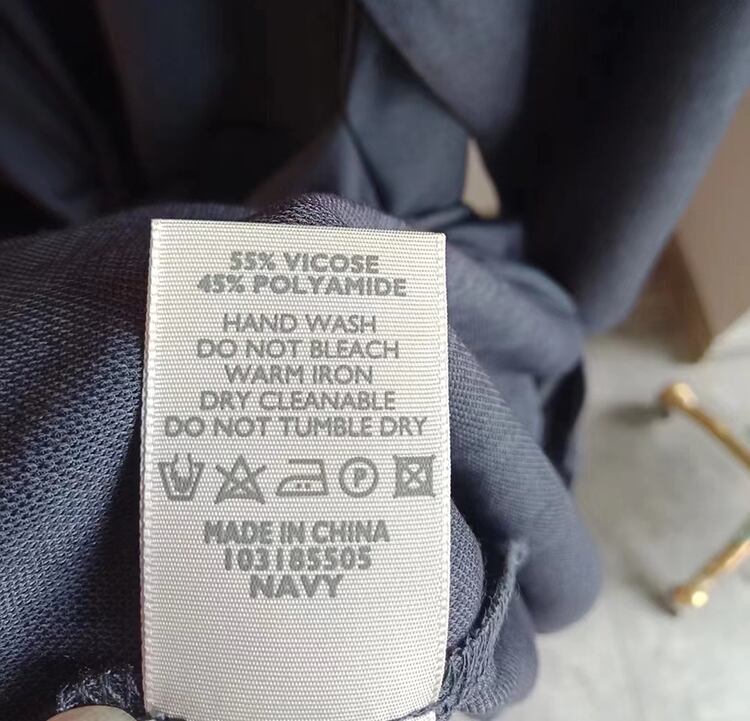 55% VICOSE
45% POLYAMIDE
HAND WASH
DO NOT BLEACH
WARM IRON
DRY CLEANABLE
DO NOT TUMBLE DRY
P
MADE IN CHINA
103185505
NAVY